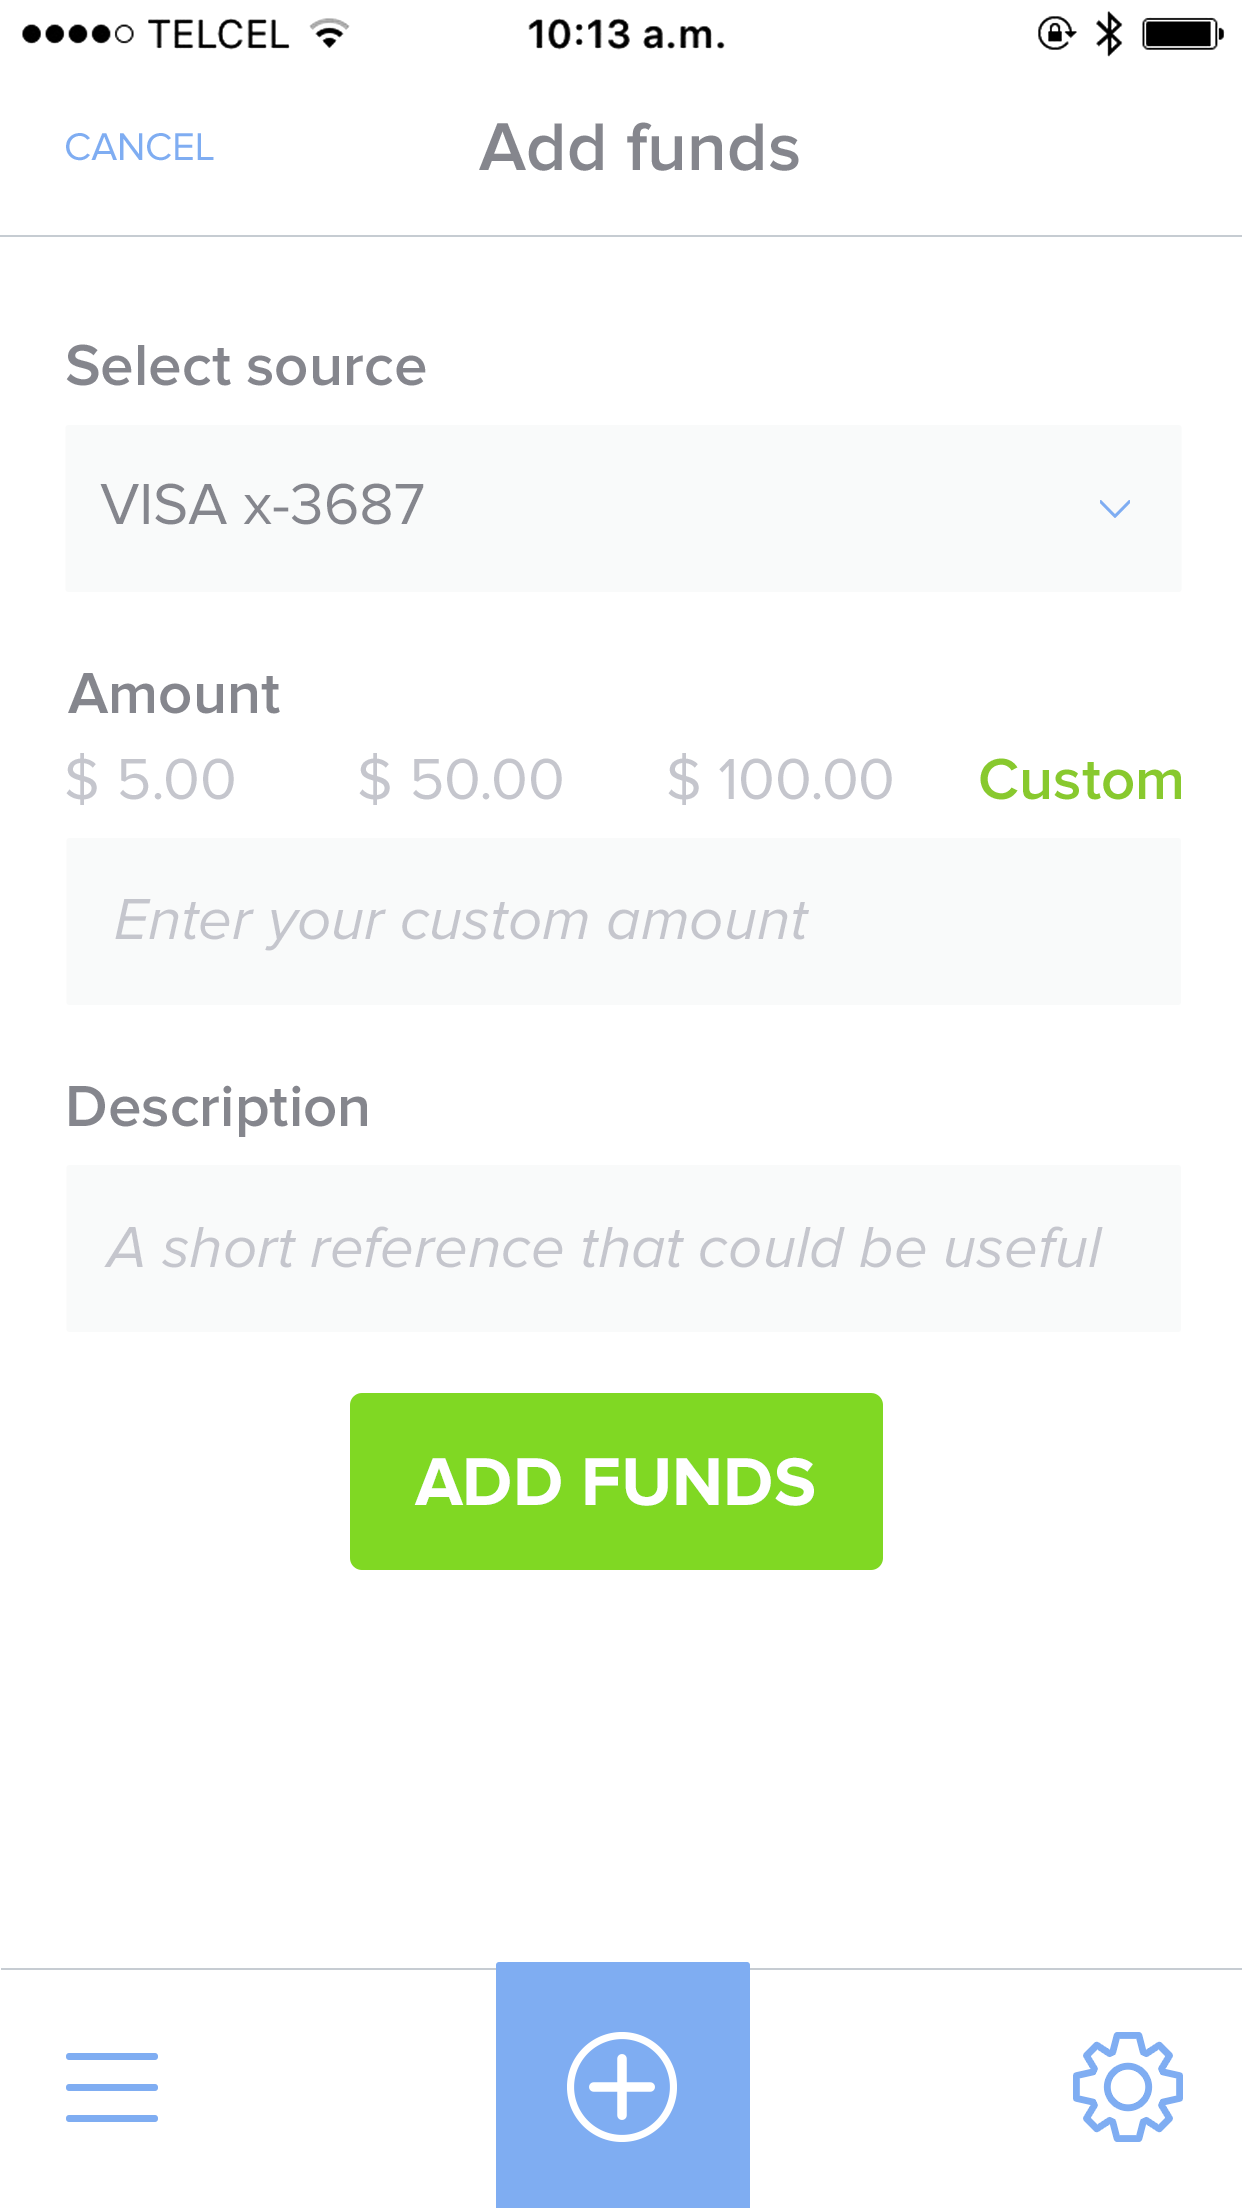 TELCEL 10:13 a.m.
CANCEL Add funds
Select source
VISA x-3687
Amount
$ 5.00 $ 50.00 $ 100.00 Custom
Enter your custom amount
Description
A short reference that could be useful
ADD FUNDS